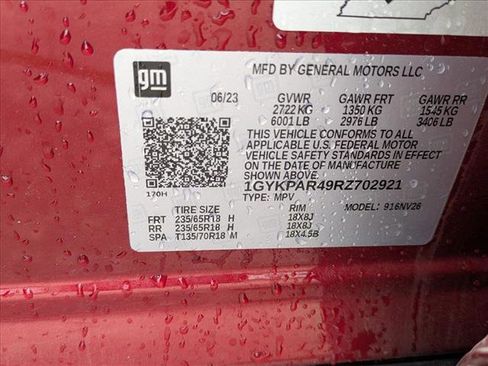 gm
MFD BY GENERAL MOTORS LLC
06/23 GVWR GAWR FRT GAWR RR
2722 KG 1350 KG 1545 KG
6001 LB 2976 LB 3406 LB
THIS VEHICLE CONFORMS TO ALL
APPLICABLE U.S. FEDERAL MOTOR
VEHICLE SAFETY STANDARDS IN EFFECT
ON THE DATE OF MANUFACTURE
SHOWN ABOVE.
1GYKPAR49RZ702921
170H TYPE: MPV MODEL: 916NV26
TIRE SIZE RIM
FRT 235/65R18 H 18X8J
RR 235/65R18 H 18X8J
SPA T135/70R18 M 18X4.5B